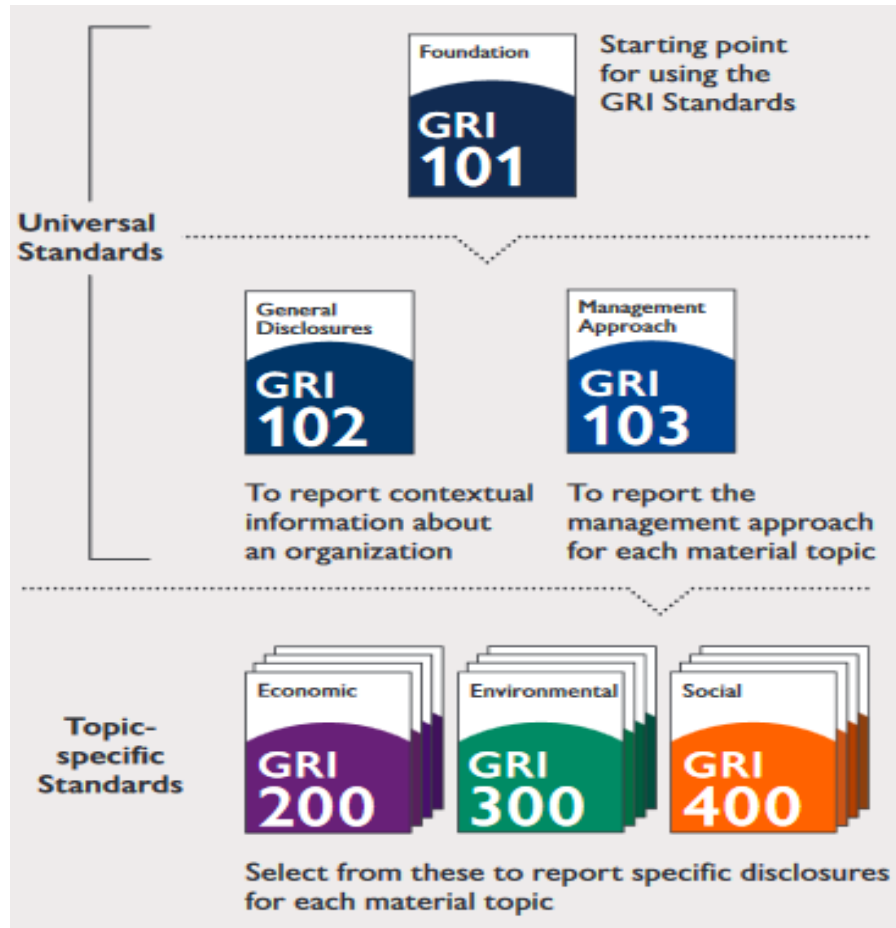 Foundation
GRI
101
Starting point
for using the
GRI Standards
Universal
Standards
General
Disclosures
GRI
102
Management
Approach
GRI
103
To report contextual
information about
an organization
To report the
management approach
for each material topic
Topic-
specific
Standards
Economic
GRI
200
Environmental
GRI
300
Social
GRI
400
Select from these to report specific disclosures
for each material topic